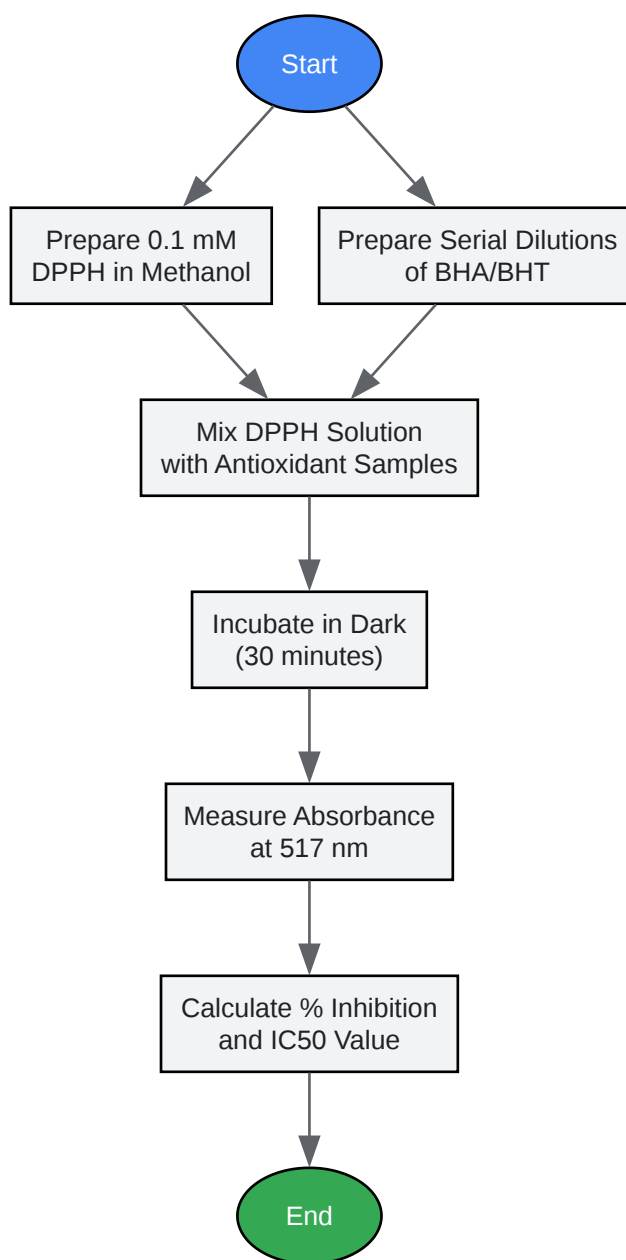 Start
Prepare 0.1 mM
DPPH in Methanol
Prepare Serial Dilutions
of BHA/BHT
Mix DPPH Solution
with Antioxidant Samples
Incubate in Dark
(30 minutes)
Measure Absorbance
at 517 nm
Calculate % Inhibition
and IC50 Value
End